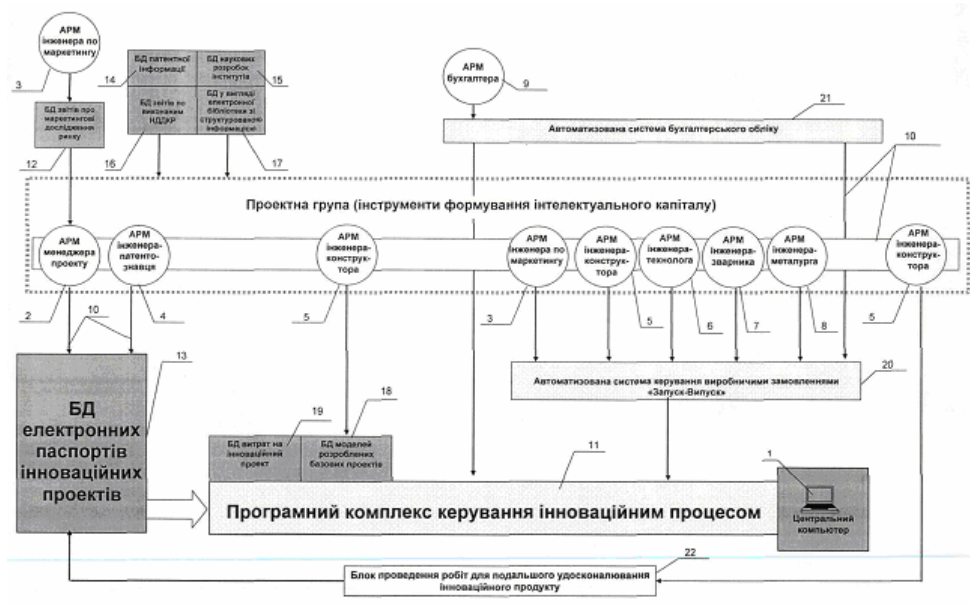 АРМ
інженера по
маркетингу
3
БД звітів про
маркетингові
дослідження
ринку
12
БД патентної
інформації
14
БД наукових
розробок
інститутів
15
БД звітів по
виконаним
НДДКР
16
БД у вигляді
електронної
бібліотеки зі
структурованою
інформацією
17
АРМ
бухгалтера
9
21
Автоматизована система бухгалтерського обліку
10
Проектна група (інструменти формування інтелектуального капіталу)
АРМ
менеджера
проекту
2
АРМ
інженера-
патенто-
знавця
4
АРМ
інженера-
конструк-
тора
5
АРМ
інженера по
маркетингу
3
АРМ
інженера-
конструк-
тора
5
АРМ
інженера-
технолога
6
АРМ
інженера-
зварника
7
АРМ
інженера-
металурга
8
АРМ
інженера-
конструк-
тора
5
10
13
БД
електронних
паспортів
інноваційних
проектів
20
Автоматизована система керування виробничими замовленнями
«Запуск-Випуск»
19
18
БД витрат на
інноваційний
проект
БД моделей
розроблених
базових проектів
11
Програмний комплекс керування інноваційним процесом
1
Центральний
компьютер
22
Блок проведення робіт для подальшого удосконалювання
інноваційного продукту